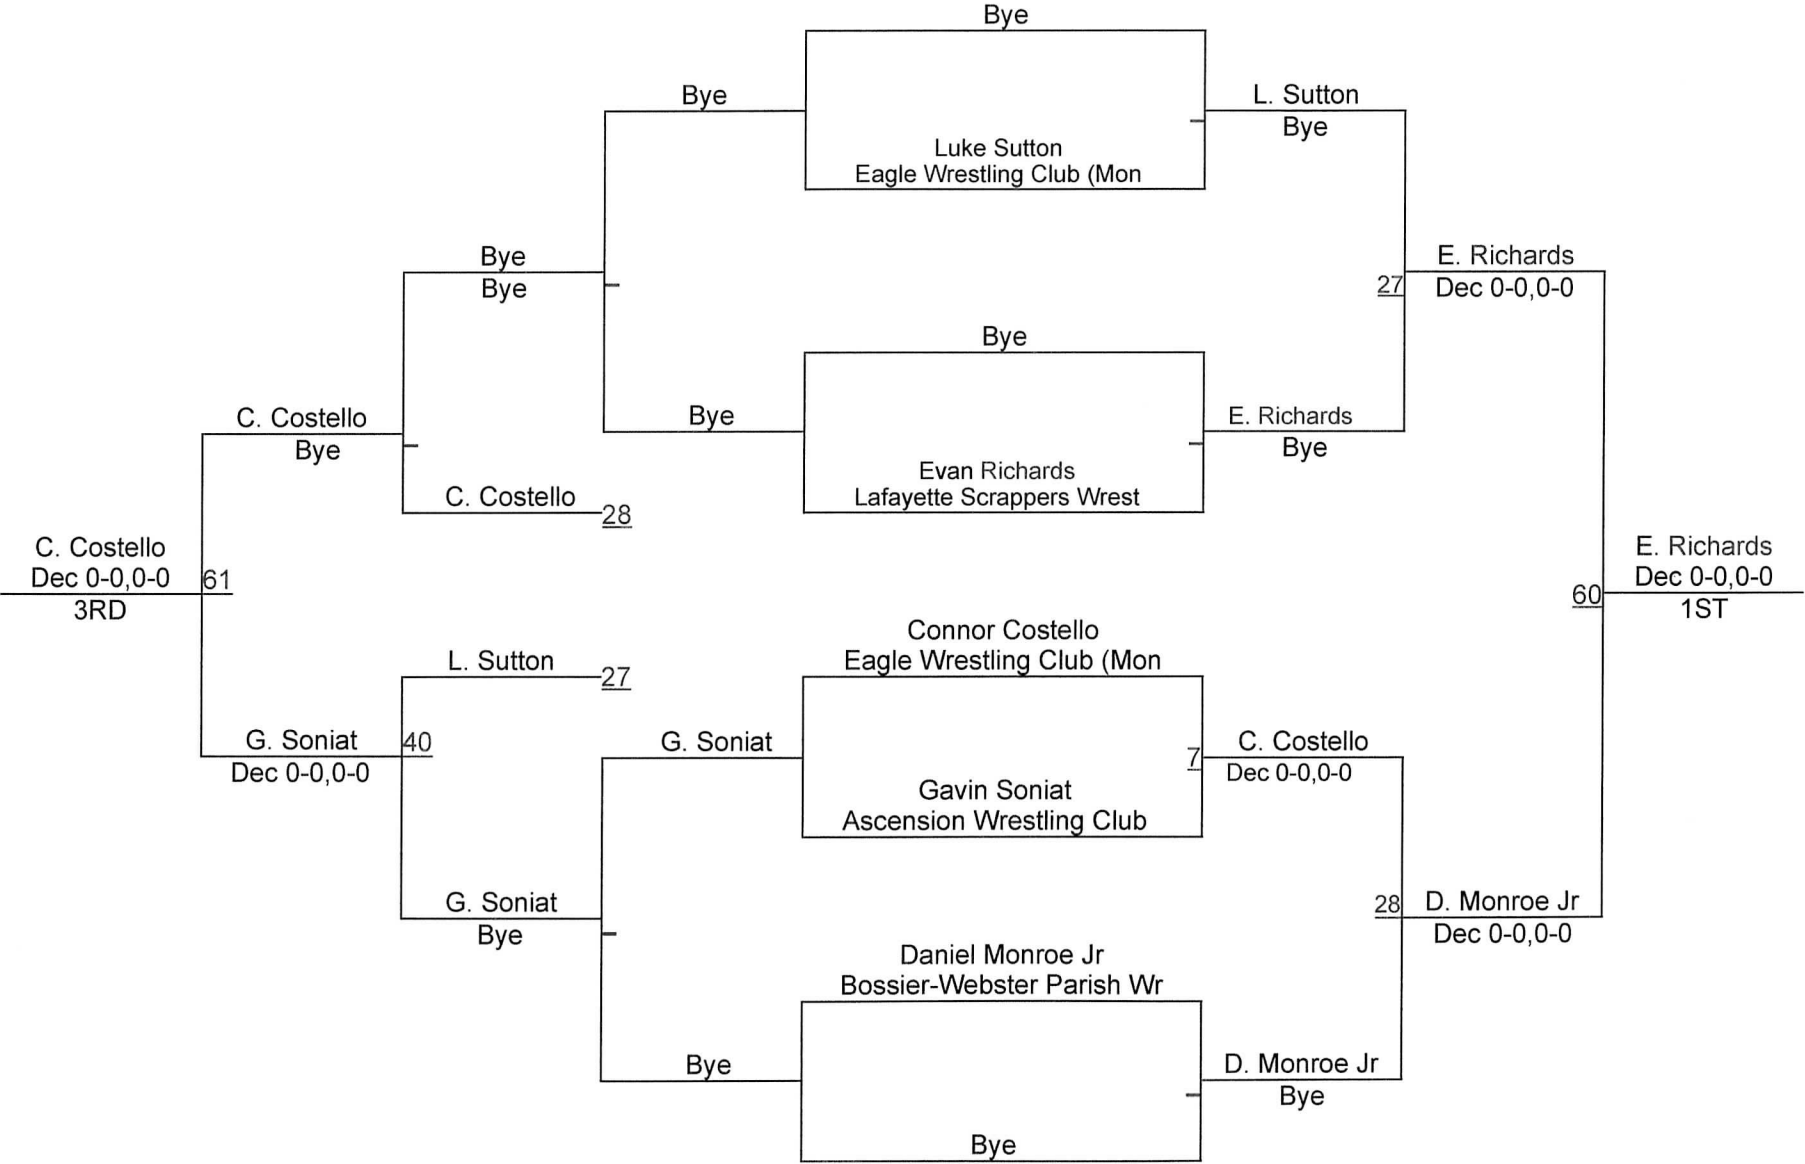 Bye
Bye
L. Sutton
Bye
Luke Sutton
Eagle Wrestling Club (Mon
Bye
Bye
E. Richards
27
Dec 0-0,0-0
Bye
C. Costello
Bye
Bye
E. Richards
Bye
Evan Richards
Lafayette Scrappers Wrest
C. Costello
28
C. Costello
Dec 0-0,0-0
61
3RD
E. Richards
Dec 0-0,0-0
60
1ST
Connor Costello
Eagle Wrestling Club (Mon
L. Sutton
27
G. Soniat
40
Dec 0-0,0-0
G. Soniat
7
C. Costello
Dec 0-0,0-0
Gavin Soniat
Ascension Wrestling Club
G. Soniat
Bye
28
D. Monroe Jr
Dec 0-0,0-0
Daniel Monroe Jr
Bossier-Webster Parish Wr
Bye
D. Monroe Jr
Bye
Bye